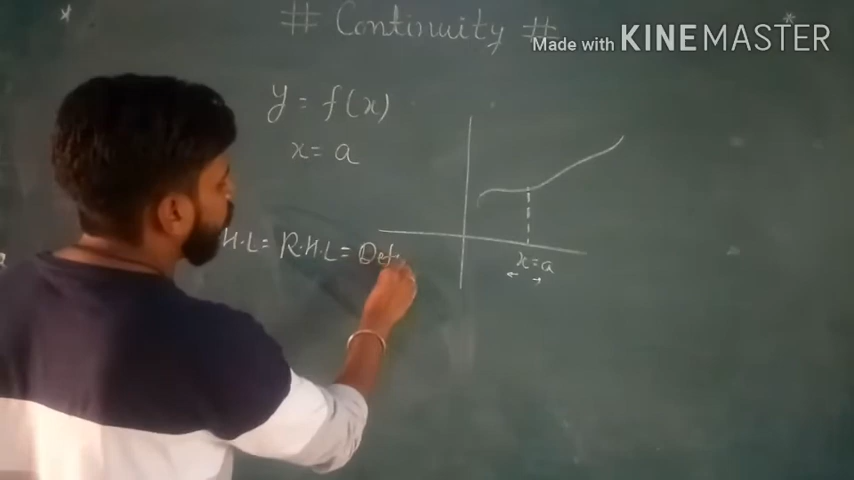 # Continuity #
Made with KINEMASTER
y = f(x)
x = a
H.L = R.H.L = Def
x = a